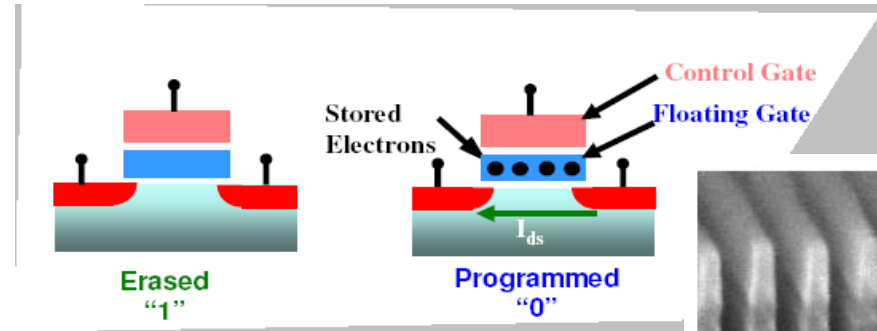 Control Gate
Stored
Electrons
Floating Gate
Ids
Erased
“1”
Programmed
“0”